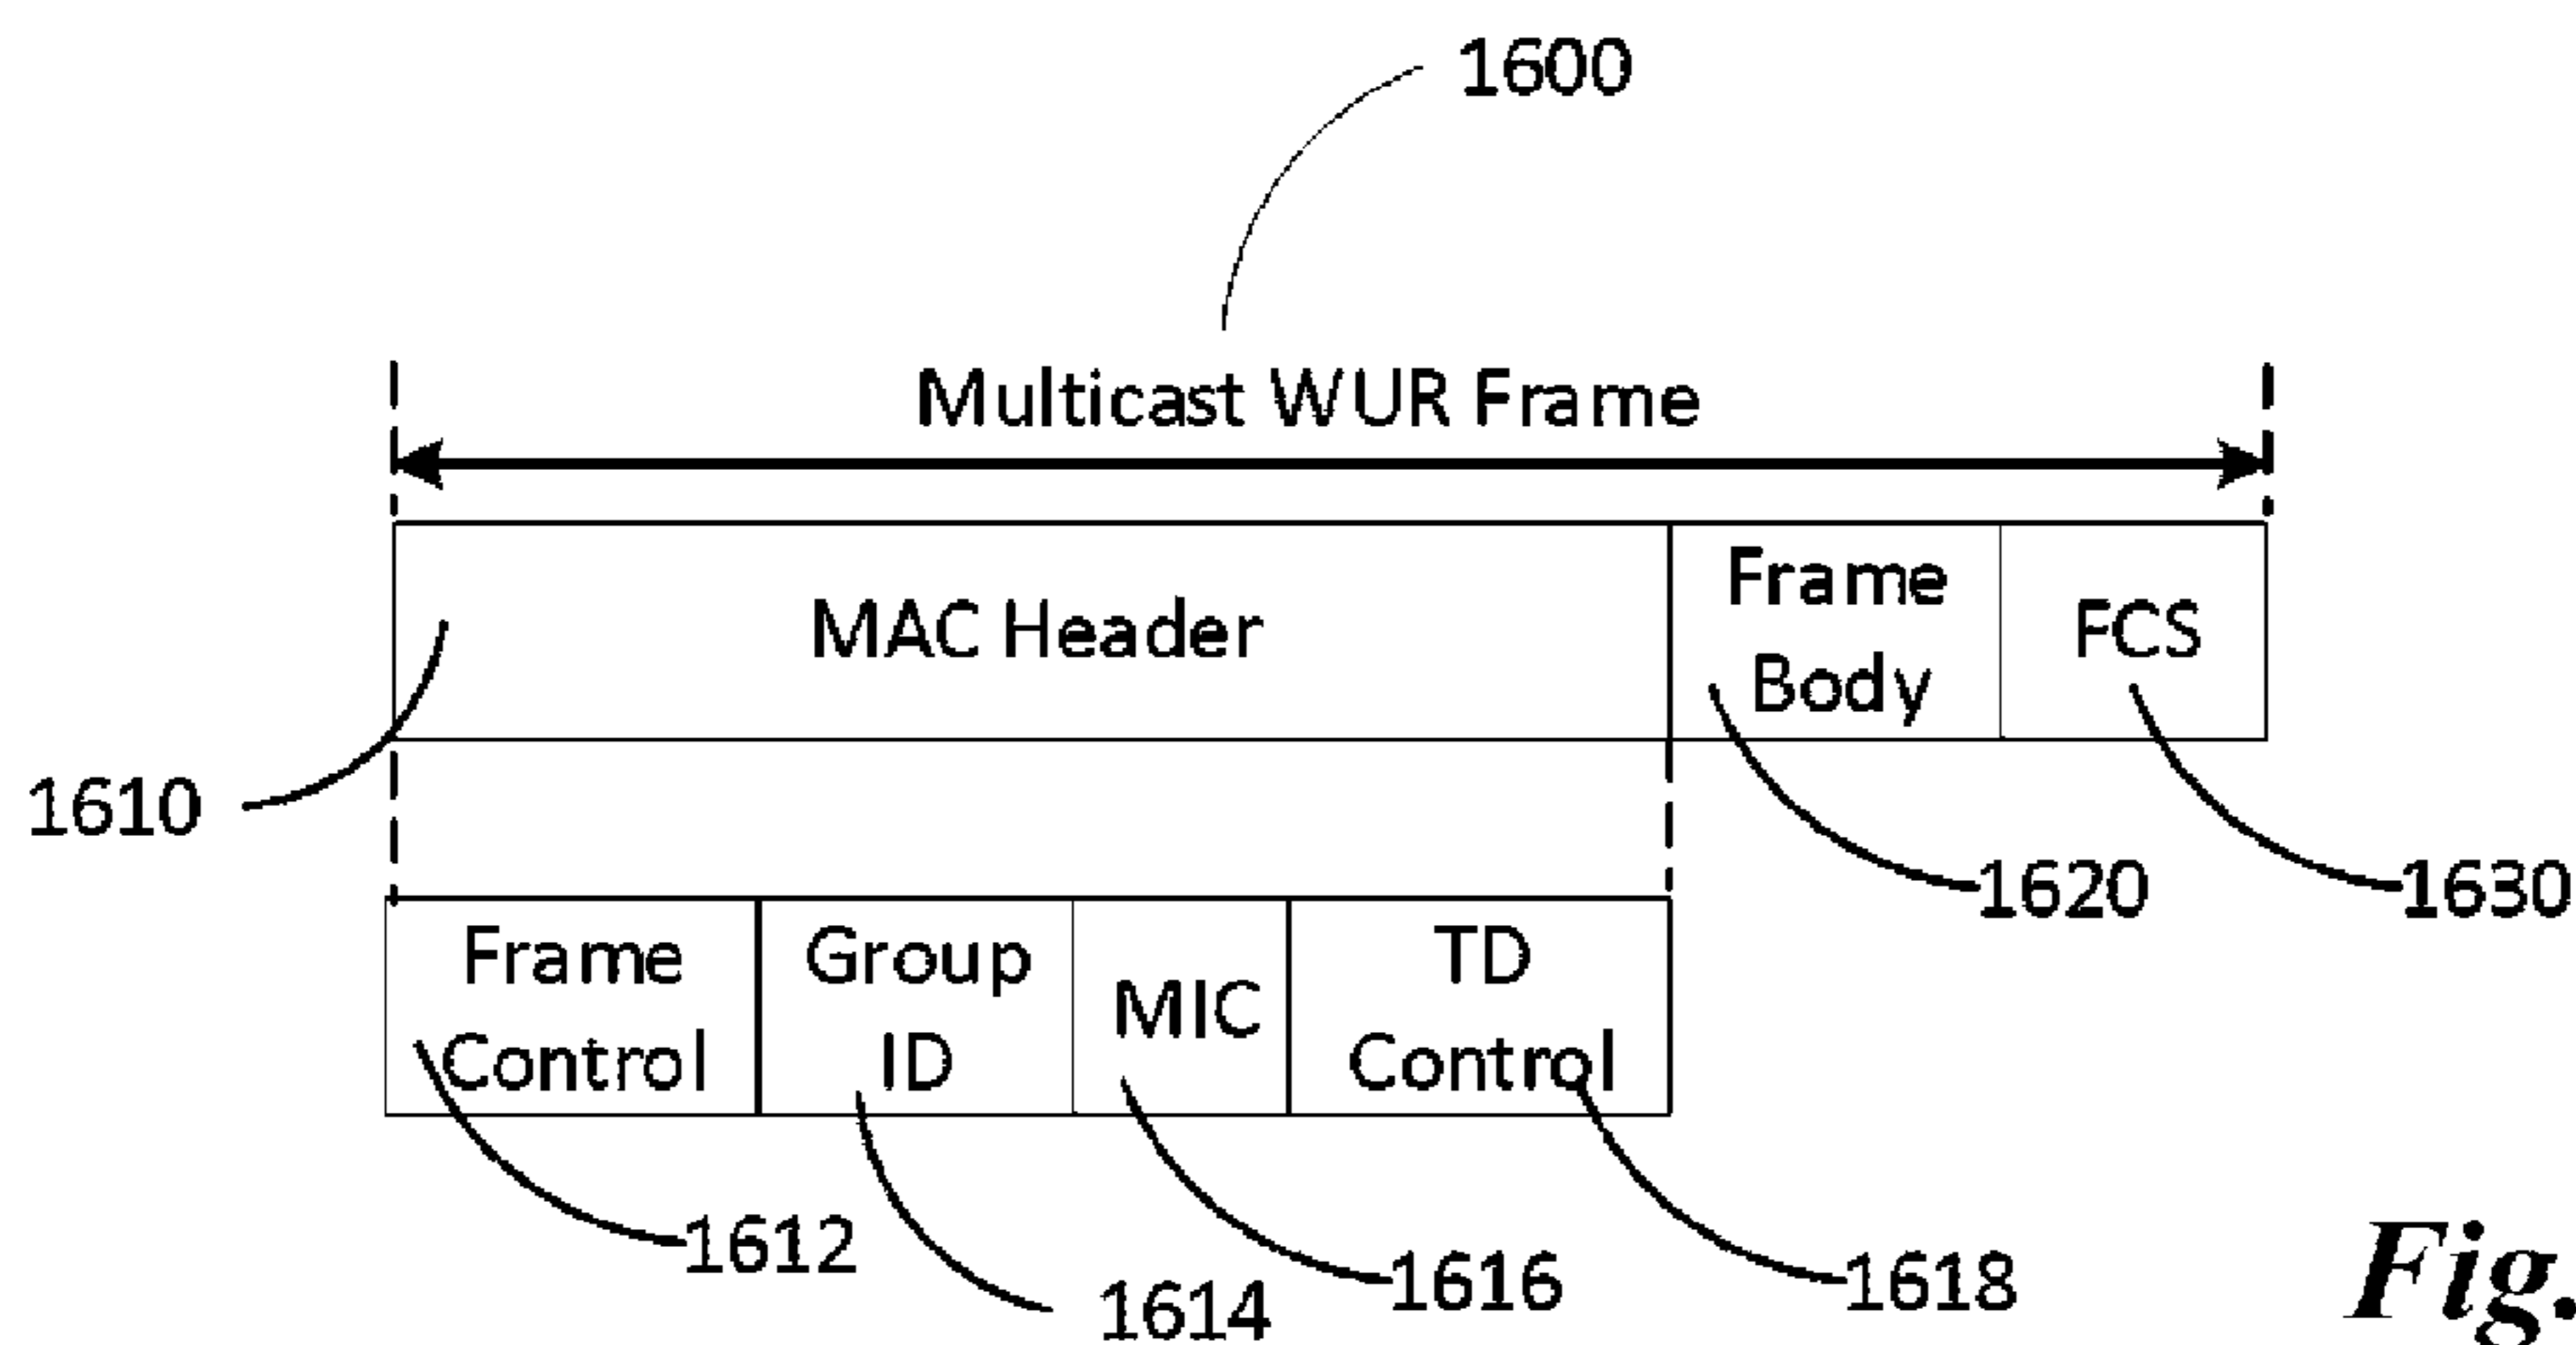 1600
Multicast WUR Frame
MAC Header
Frame
Body
FCS
1610
1620
1630
Frame
Control
Group
ID
MIC
TD
Control
1612
1614
1616
1618
Fig.